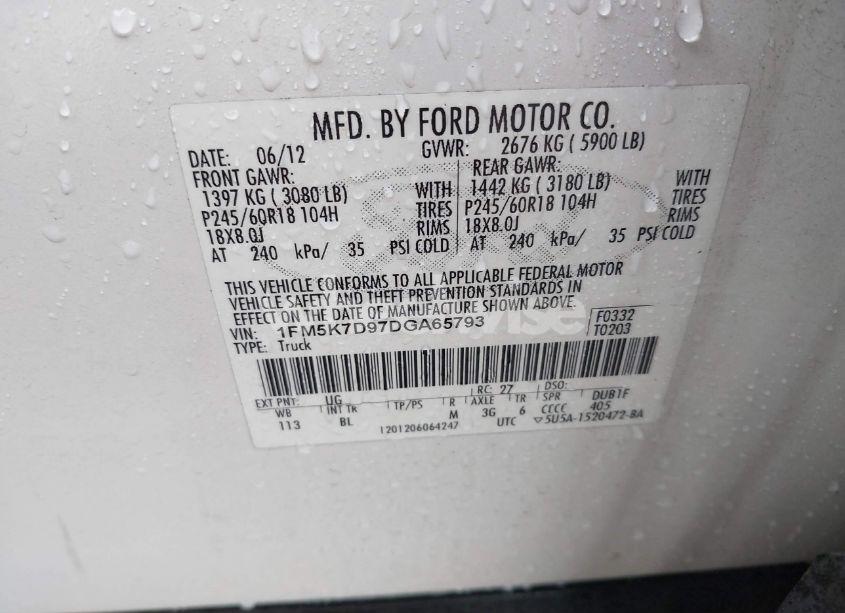 MFD. BY FORD MOTOR CO.
DATE: 06/12 GVWR: 2676 KG ( 5900 LB)
FRONT GAWR: REAR GAWR:
1397 KG ( 3080 LB) WITH 1442 KG ( 3180 LB) WITH
P245/60R18 104H TIRES P245/60R18 104H TIRES
18X8.0J RIMS 18X8.0J RIMS
AT 240 kPa/ 35 PSI COLD AT 240 kPa/ 35 PSI COLD
THIS VEHICLE CONFORMS TO ALL APPLICABLE FEDERAL MOTOR
VEHICLE SAFETY AND THEFT PREVENTION STANDARDS IN
EFFECT ON THE DATE OF MANUFACTURE SHOWN ABOVE.
VIN: 1FM5K7D97DGA65793 F0332
TYPE: Truck T0203
EXT PNT: UG RC: 27 DSO:
WB INT TR TP/PS R AXLE TR SPR DUB1F
113 BL M 3G 6 CCCC 405
1201206064247 UTC 5U5A-1520472-BA